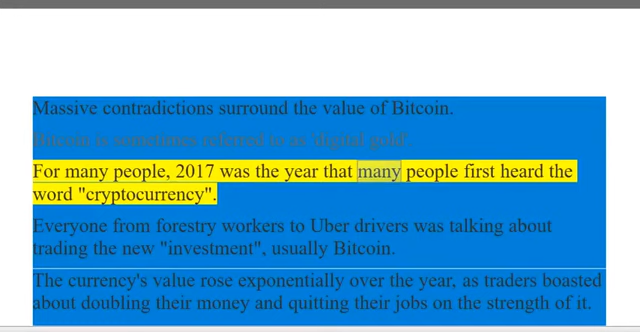 Massive contradictions surround the value of Bitcoin.
Bitcoin is sometimes referred to as 'digital gold'.
For many people, 2017 was the year that many people first heard the
word "cryptocurrency".
Everyone from forestry workers to Uber drivers was talking about
trading the new "investment", usually Bitcoin.
The currency's value rose exponentially over the year, as traders boasted
about doubling their money and quitting their jobs on the strength of it.